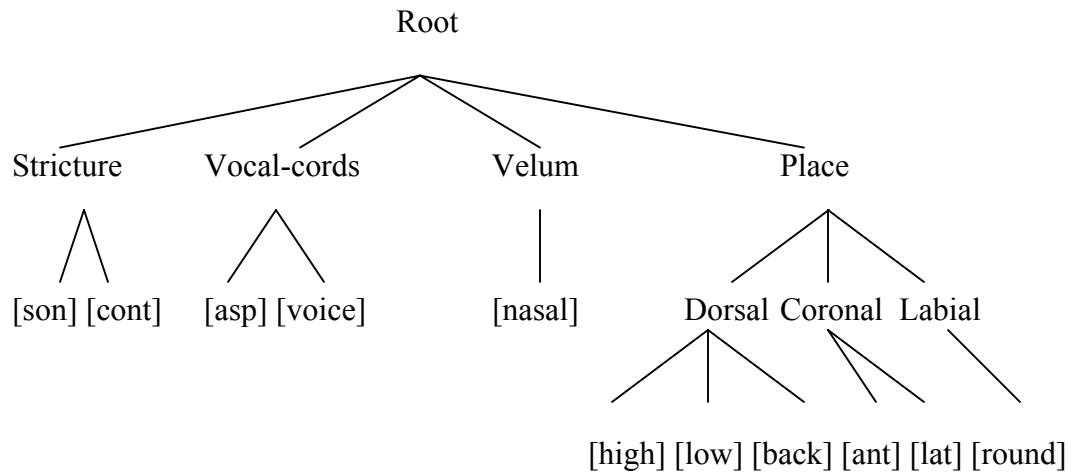 Root
Stricture Vocal-cords Velum Place
[son] [cont] [asp] [voice] [nasal] Dorsal Coronal Labial
[high] [low] [back] [ant] [lat] [round]